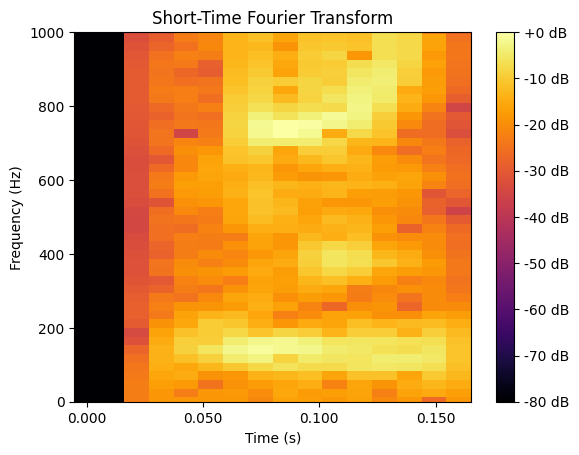 Short-Time Fourier Transform
1000
800
600
400
200
0
Frequency (Hz)
0.000
0.050
0.100
0.150
Time (s)
+0 dB
-10 dB
-20 dB
-30 dB
-40 dB
-50 dB
-60 dB
-70 dB
-80 dB